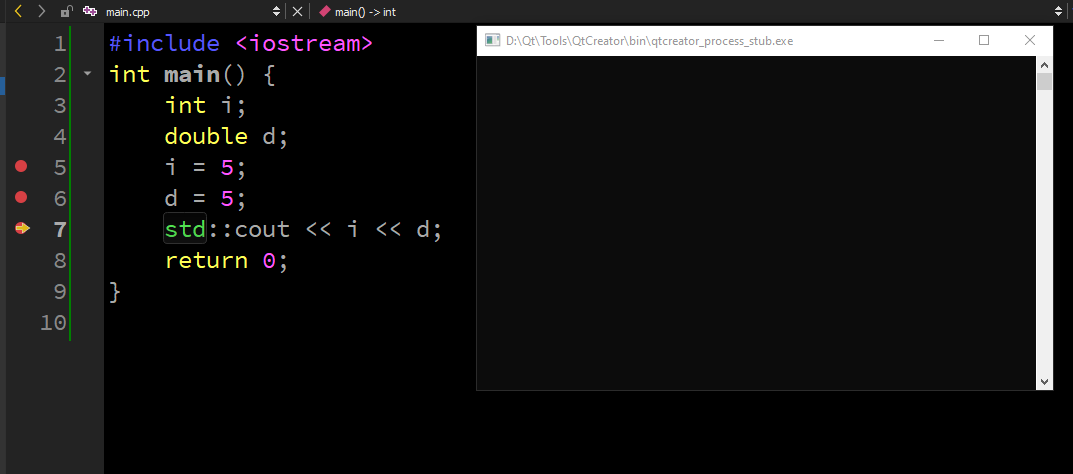 main.cpp
main() -> int
D:\Qt\Tools\QtCreator\bin\qtcreator_process_stub.exe
1 #include <iostream>
2 int main() {
3     int i;
4     double d;
5     i = 5;
6     d = 5;
7     std::cout << i << d;
8     return 0;
9 }
10